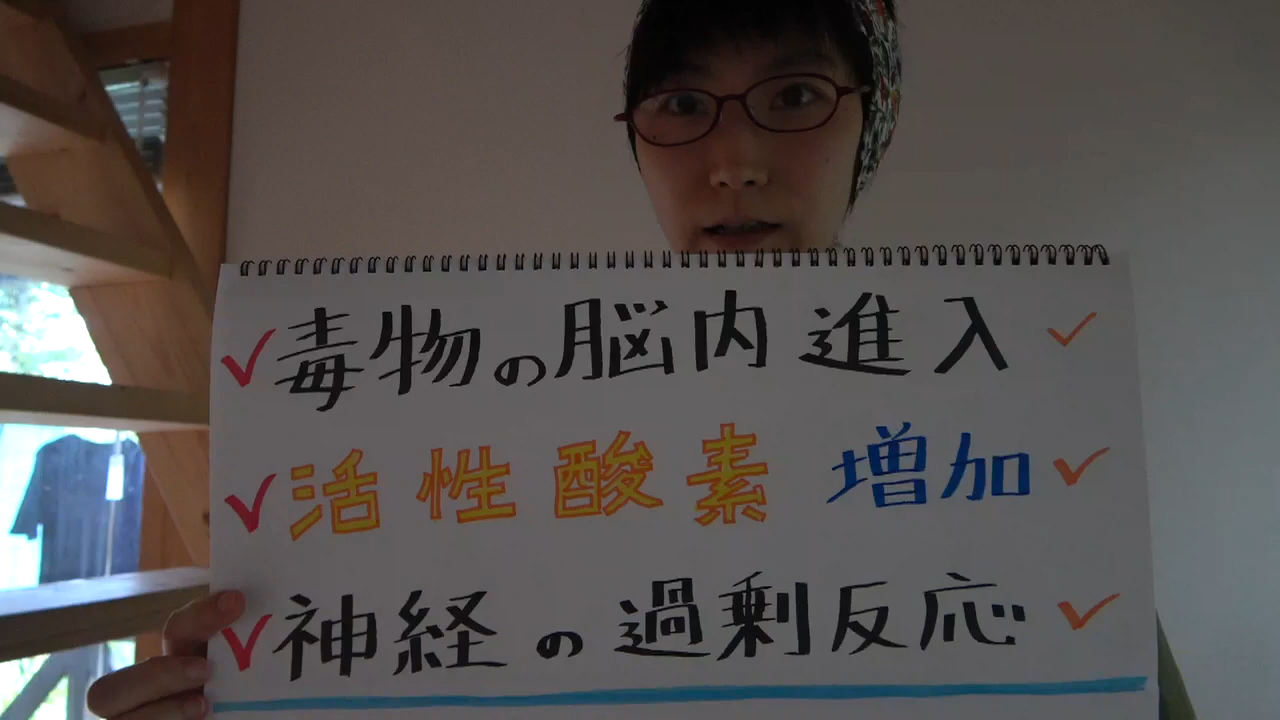 ✓毒物の脳内進入✓
✓活性酸素 増加✓
✓神経の過剰反応✓